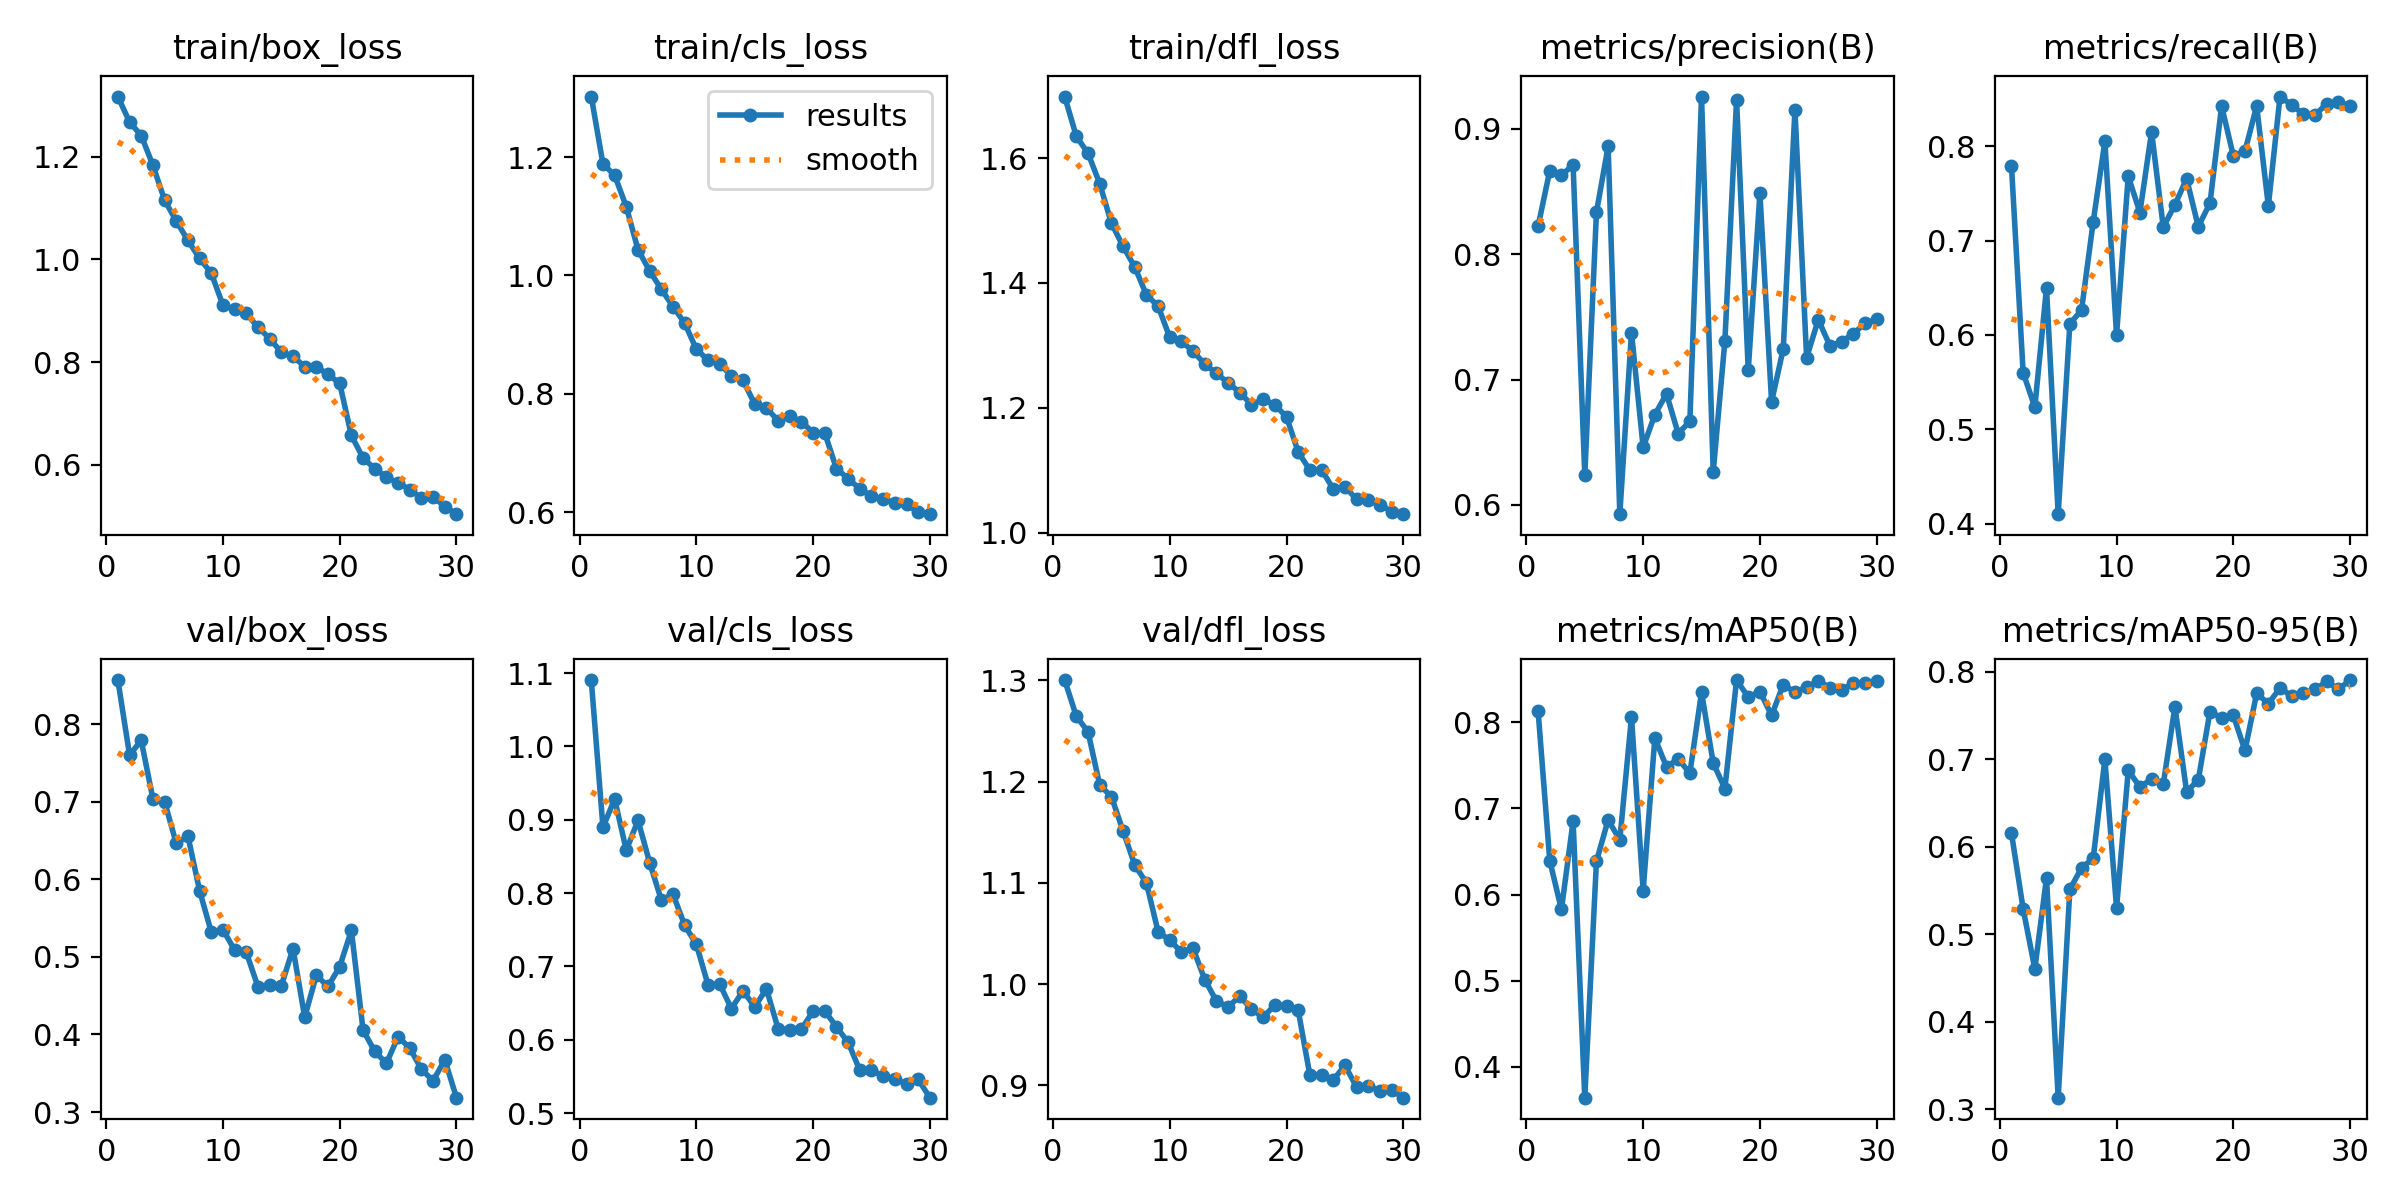 train/box_loss
1.2
1.0
0.8
0.6
0 10 20 30
train/cls_loss
results
smooth
1.2
1.0
0.8
0.6
0 10 20 30
train/dfl_loss
1.6
1.4
1.2
1.0
0 10 20 30
metrics/precision(B)
0.9
0.8
0.7
0.6
0 10 20 30
metrics/recall(B)
0.8
0.7
0.6
0.5
0.4
0 10 20 30
val/box_loss
0.8
0.7
0.6
0.5
0.4
0.3
0 10 20 30
val/cls_loss
1.1
1.0
0.9
0.8
0.7
0.6
0.5
0 10 20 30
val/dfl_loss
1.3
1.2
1.1
1.0
0.9
0 10 20 30
metrics/mAP50(B)
0.8
0.7
0.6
0.5
0.4
0 10 20 30
metrics/mAP50-95(B)
0.8
0.7
0.6
0.5
0.4
0.3
0 10 20 30